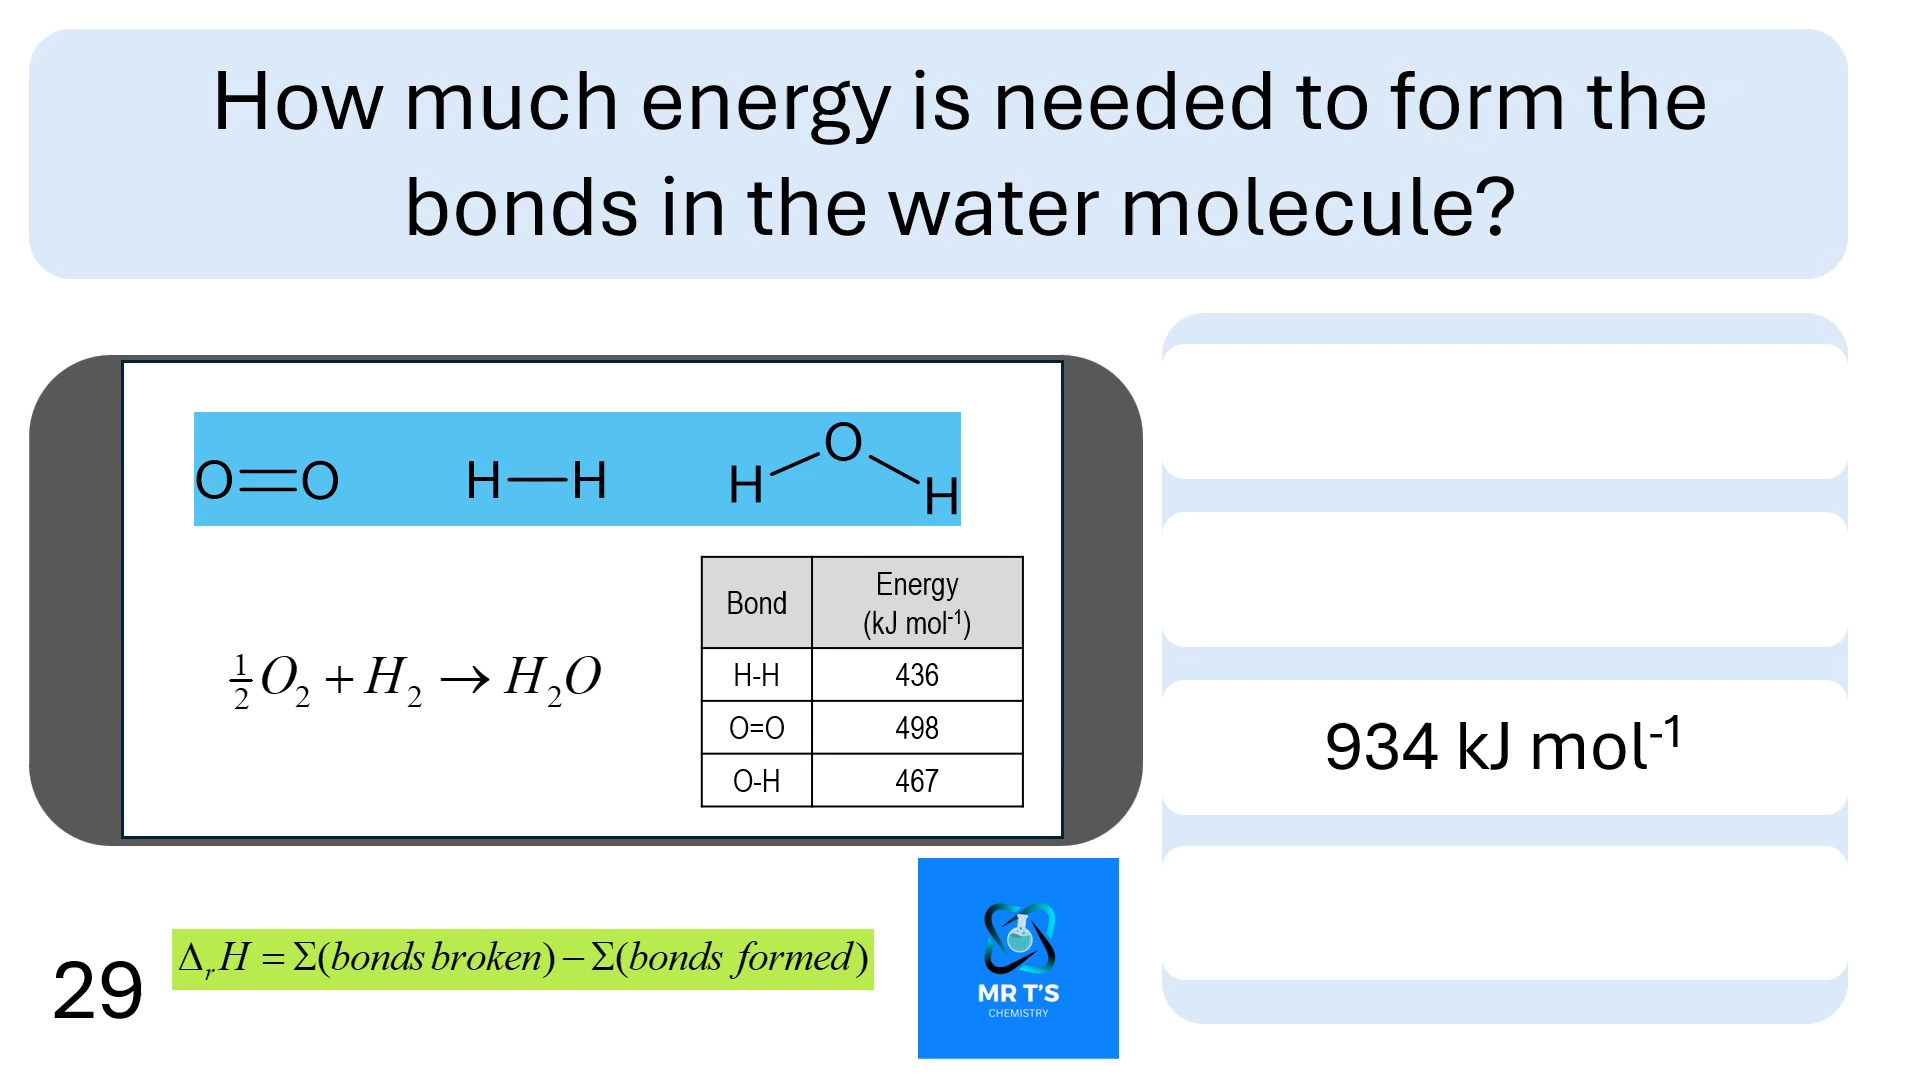 How much energy is needed to form the
bonds in the water molecule?
O=O H—H H O H
½O₂ + H₂ → H₂O
Bond Energy (kJ mol⁻¹)
H-H 436
O=O 498
O-H 467
934 kJ mol⁻¹
29
ΔᵣH = Σ(bonds broken) − Σ(bonds formed)
MR T'S
CHEMISTRY